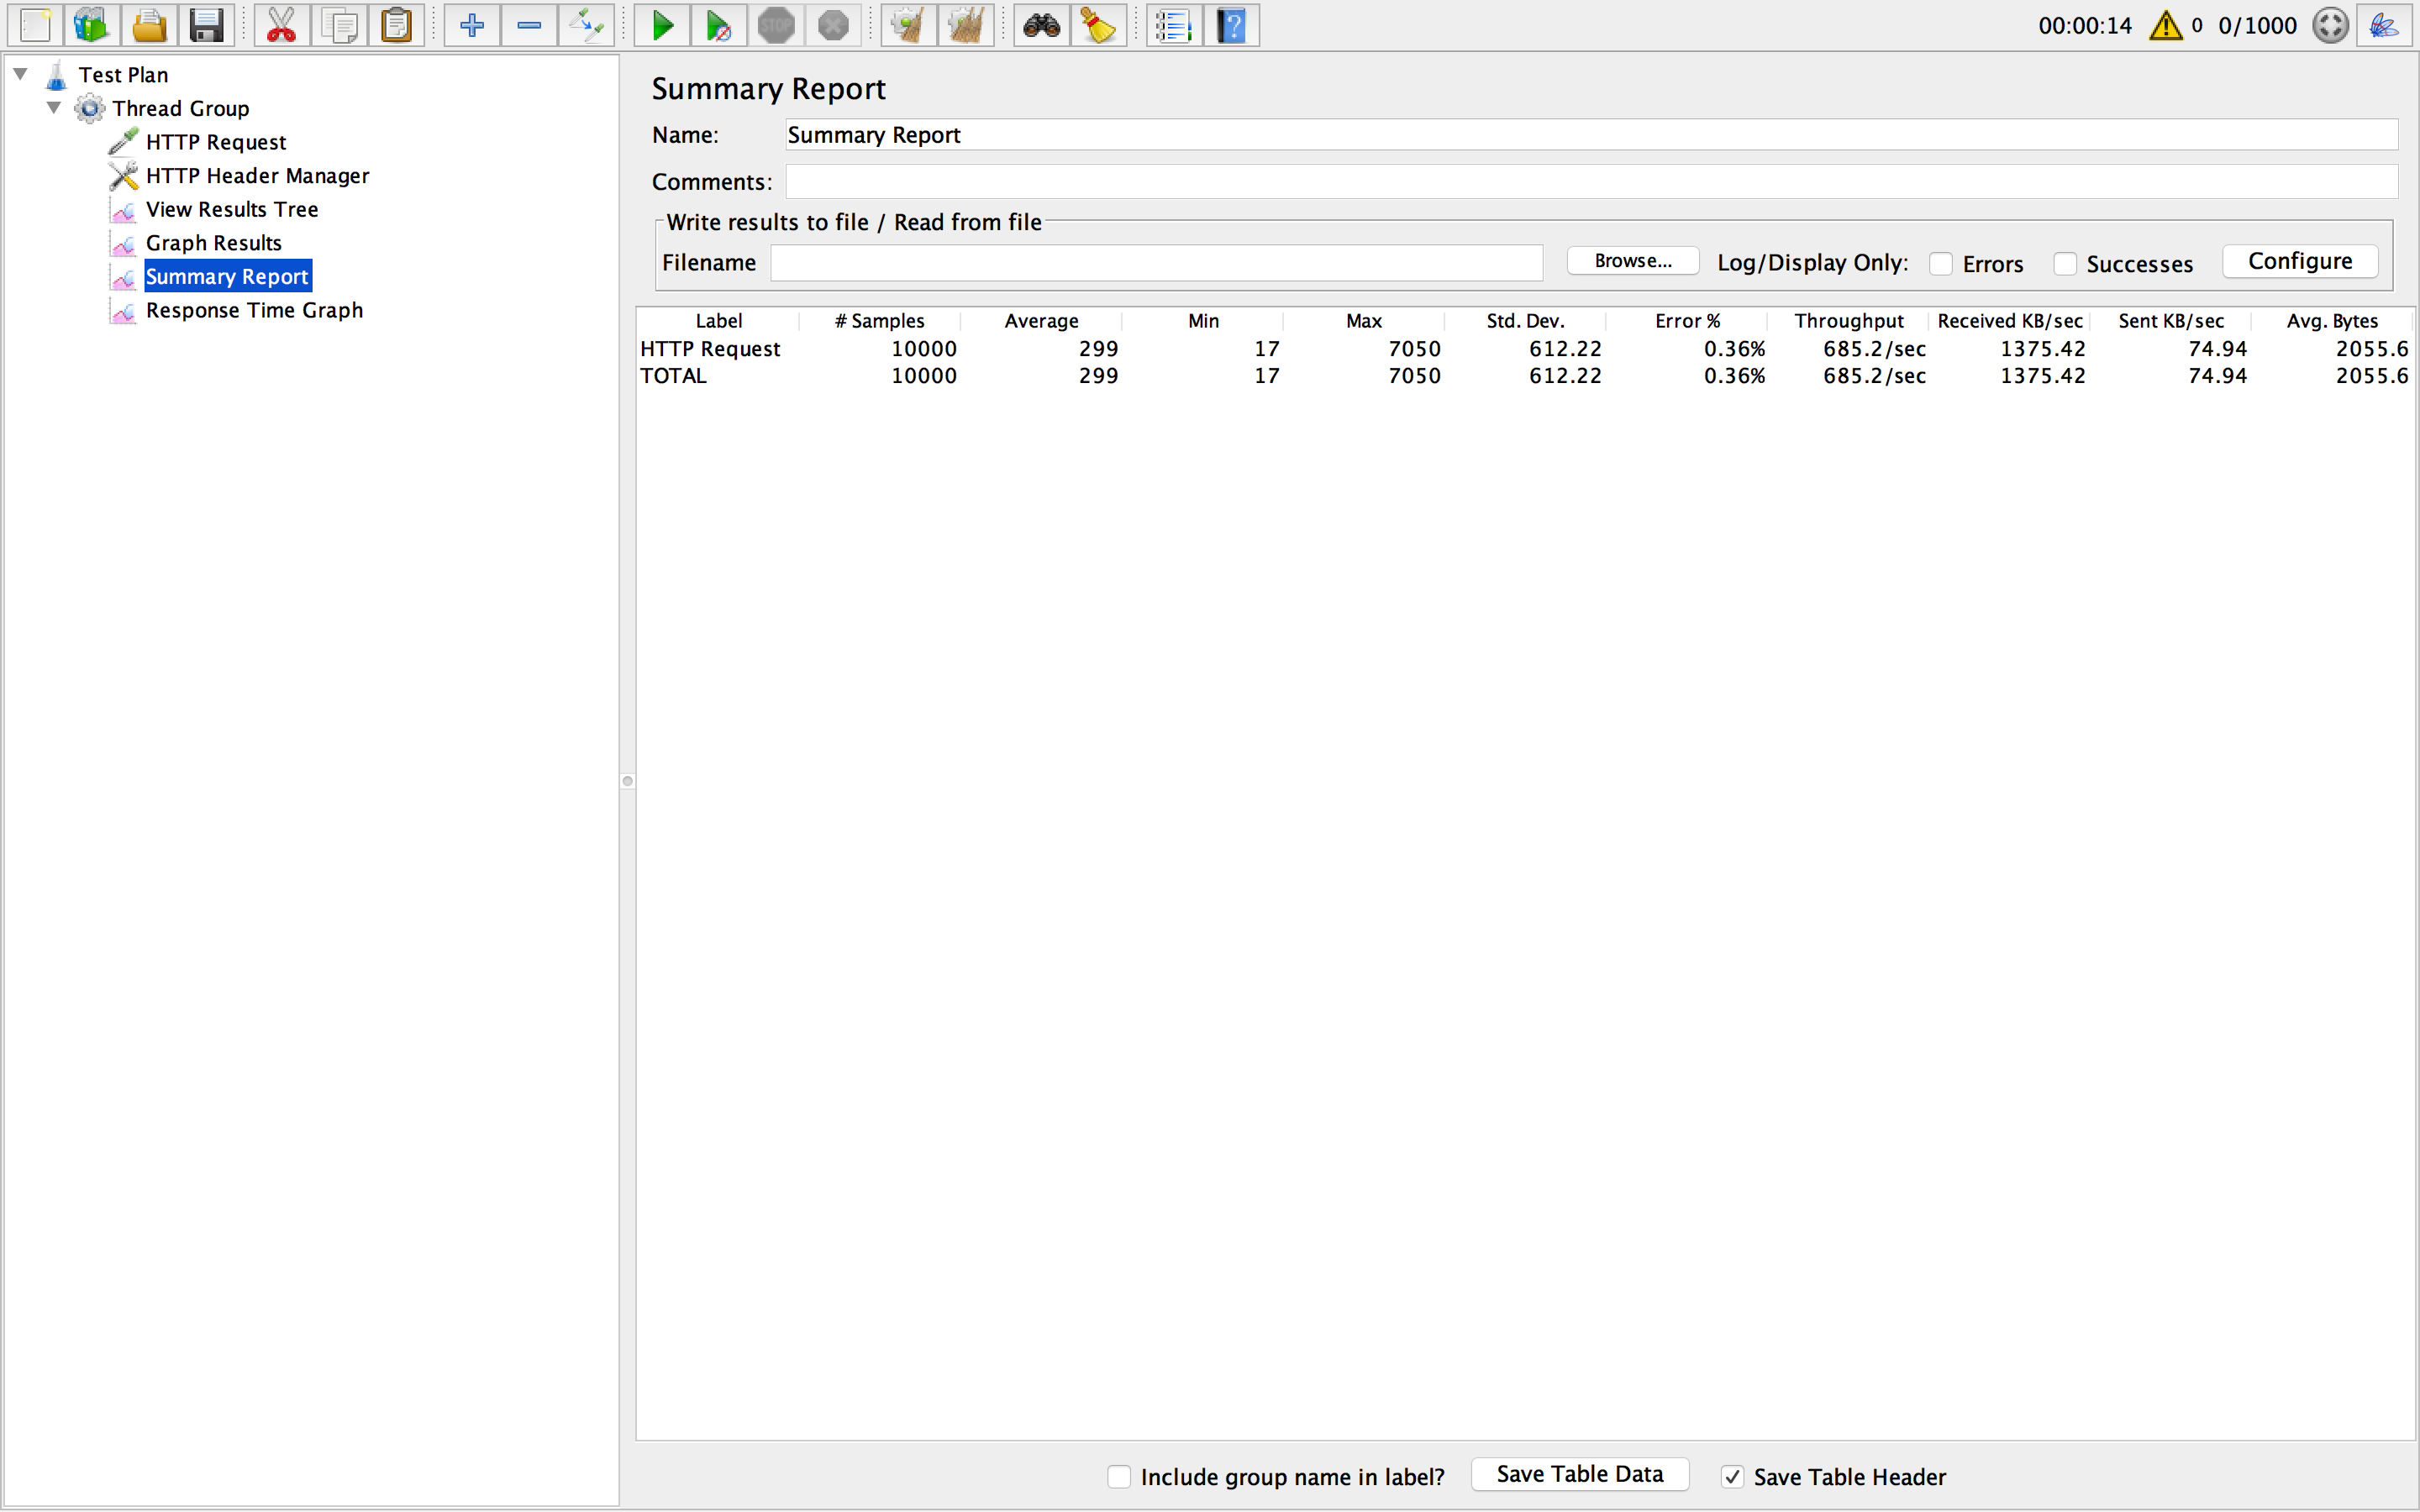 STOP
00:00:14 0 0/1000
Test Plan
Thread Group
HTTP Request
HTTP Header Manager
View Results Tree
Graph Results
Summary Report
Response Time Graph
Summary Report
Name: Summary Report
Comments:
Write results to file / Read from file
Filename Browse... Log/Display Only: Errors Successes Configure
Label # Samples Average Min Max Std. Dev. Error % Throughput Received KB/sec Sent KB/sec Avg. Bytes
HTTP Request 10000 299 17 7050 612.22 0.36% 685.2/sec 1375.42 74.94 2055.6
TOTAL 10000 299 17 7050 612.22 0.36% 685.2/sec 1375.42 74.94 2055.6
Include group name in label? Save Table Data Save Table Header